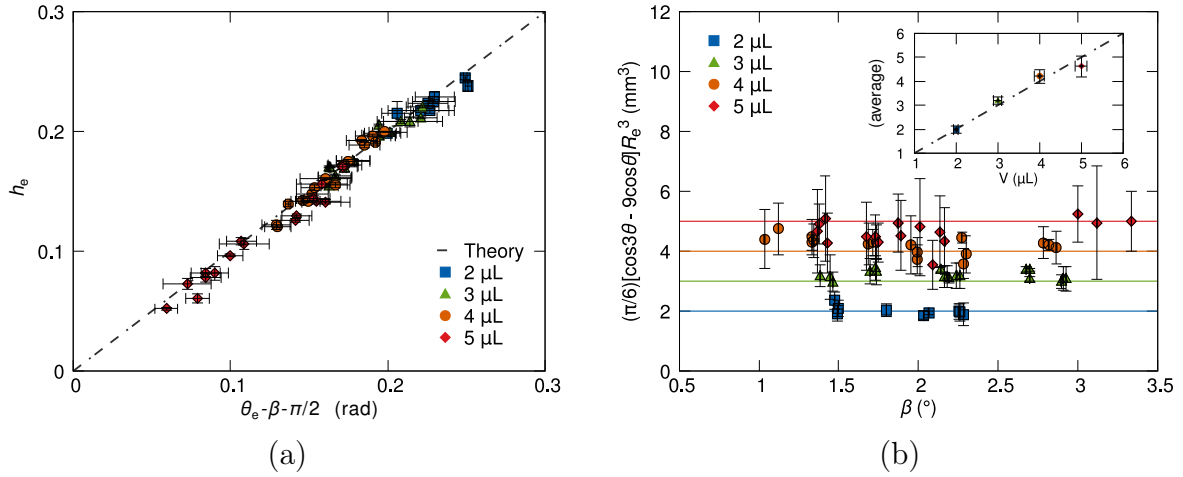 0.3
0.2
0.1
0
h_e
Theory
2 µL
3 µL
4 µL
5 µL
0 0.1 0.2 0.3
θ_e-β-π/2 (rad)
(a)
12
10
8
6
4
2
0
(π/6)[cos3θ - 9cosθ]R_e^3 (mm^3)
2 µL
3 µL
4 µL
5 µL
6
5
4
3
2
1
(average)
1 2 3 4 5 6
V (µL)
0.5 1 1.5 2 2.5 3 3.5
β (°)
(b)